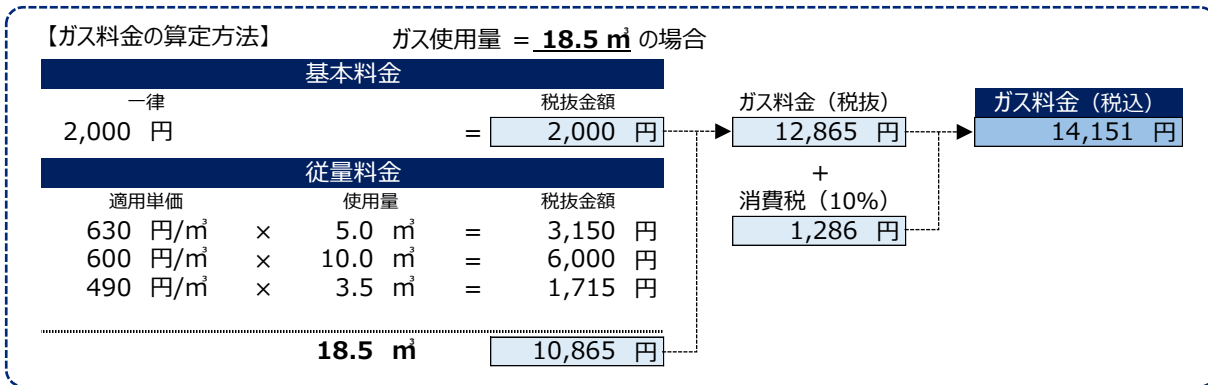 【ガス料金の算定方法】 ガス使用量 = 18.5 ㎥ の場合
基本料金
一律 税抜金額
2,000 円 = 2,000 円
従量料金
適用単価 使用量 税抜金額
630 円/㎥ × 5.0 ㎥ = 3,150 円
600 円/㎥ × 10.0 ㎥ = 6,000 円
490 円/㎥ × 3.5 ㎥ = 1,715 円
18.5 ㎥ 10,865 円
ガス料金（税抜）
12,865 円
+
消費税（10%）
1,286 円
ガス料金（税込）
14,151 円